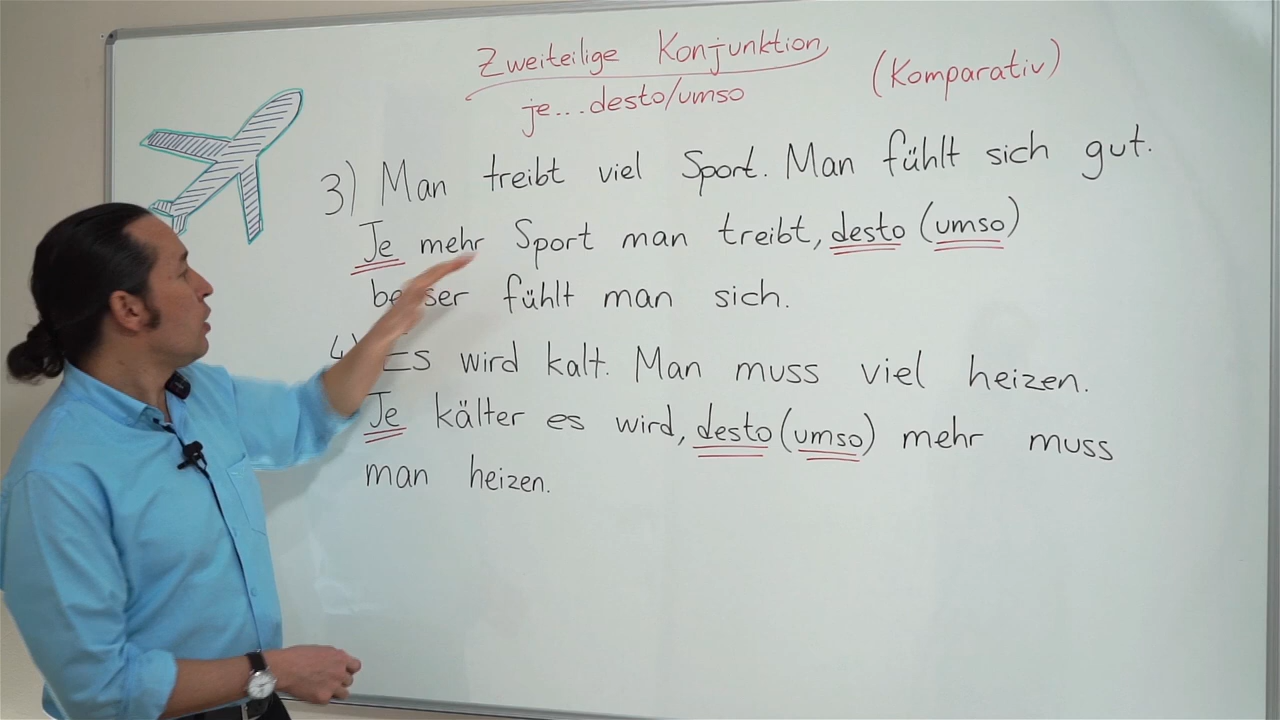 Zweiteilige Konjunktion (Komparativ)
je...desto/umso
3) Man treibt viel Sport. Man fühlt sich gut.
Je mehr Sport man treibt, desto (umso)
fühlt man sich.
Es wird kalt. Man muss viel heizen.
Je kälter es wird, desto (umso) mehr muss
man heizen.